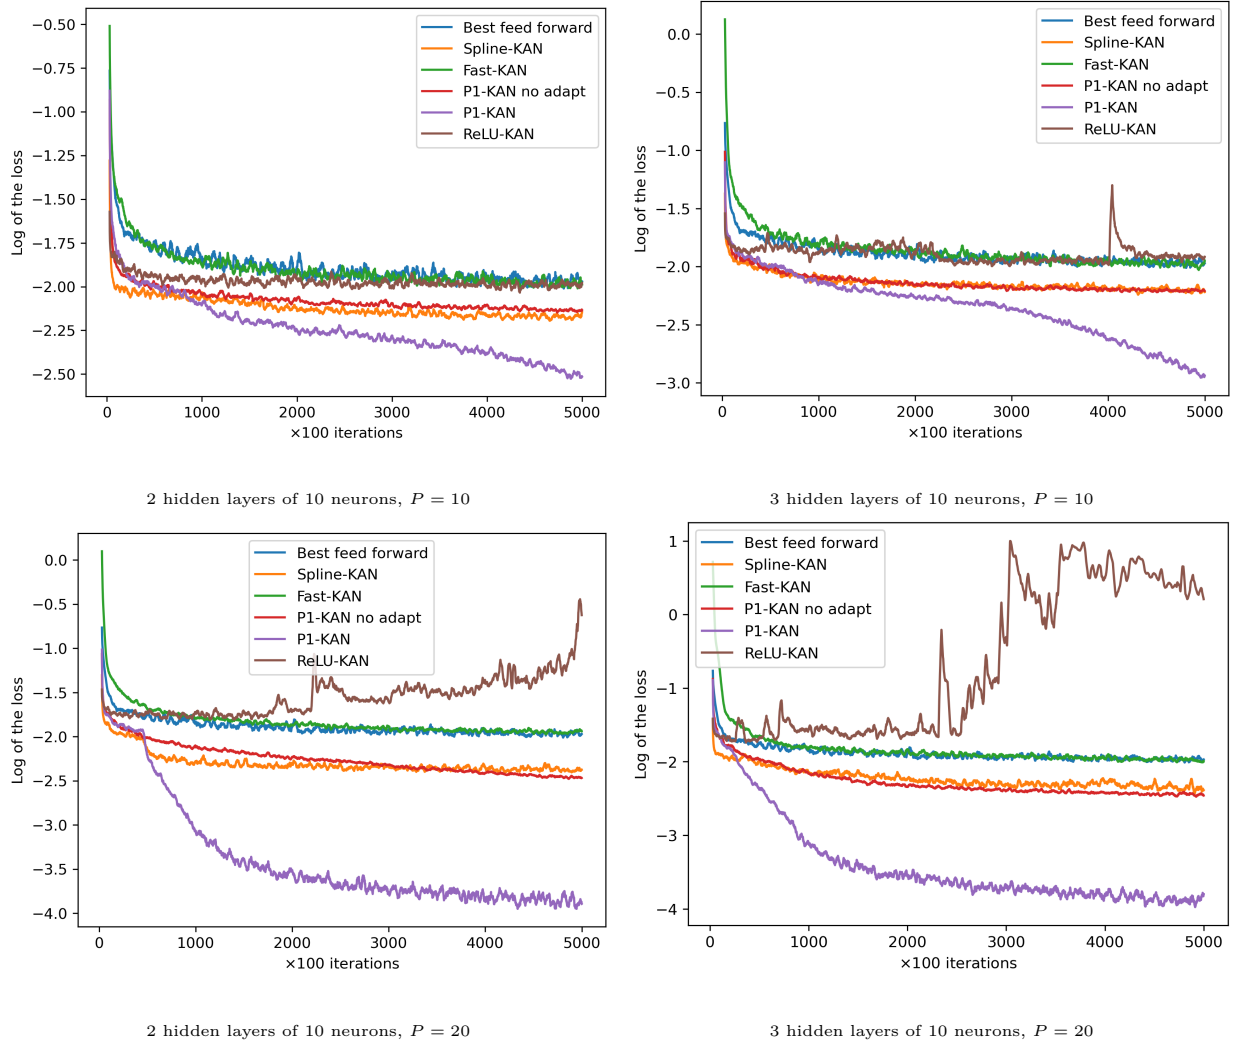 −0.50
−0.75
−1.00
−1.25
−1.50
−1.75
−2.00
−2.25
−2.50
Log of the loss
Best feed forward
Spline-KAN
Fast-KAN
P1-KAN no adapt
P1-KAN
ReLU-KAN
0 1000 2000 3000 4000 5000
×100 iterations
2 hidden layers of 10 neurons, P = 10
0.0
−0.5
−1.0
−1.5
−2.0
−2.5
−3.0
Log of the loss
Best feed forward
Spline-KAN
Fast-KAN
P1-KAN no adapt
P1-KAN
ReLU-KAN
0 1000 2000 3000 4000 5000
×100 iterations
3 hidden layers of 10 neurons, P = 10
0.0
−0.5
−1.0
−1.5
−2.0
−2.5
−3.0
−3.5
−4.0
Log of the loss
Best feed forward
Spline-KAN
Fast-KAN
P1-KAN no adapt
P1-KAN
ReLU-KAN
0 1000 2000 3000 4000 5000
×100 iterations
2 hidden layers of 10 neurons, P = 20
1
0
−1
−2
−3
−4
Log of the loss
Best feed forward
Spline-KAN
Fast-KAN
P1-KAN no adapt
P1-KAN
ReLU-KAN
0 1000 2000 3000 4000 5000
×100 iterations
3 hidden layers of 10 neurons, P = 20